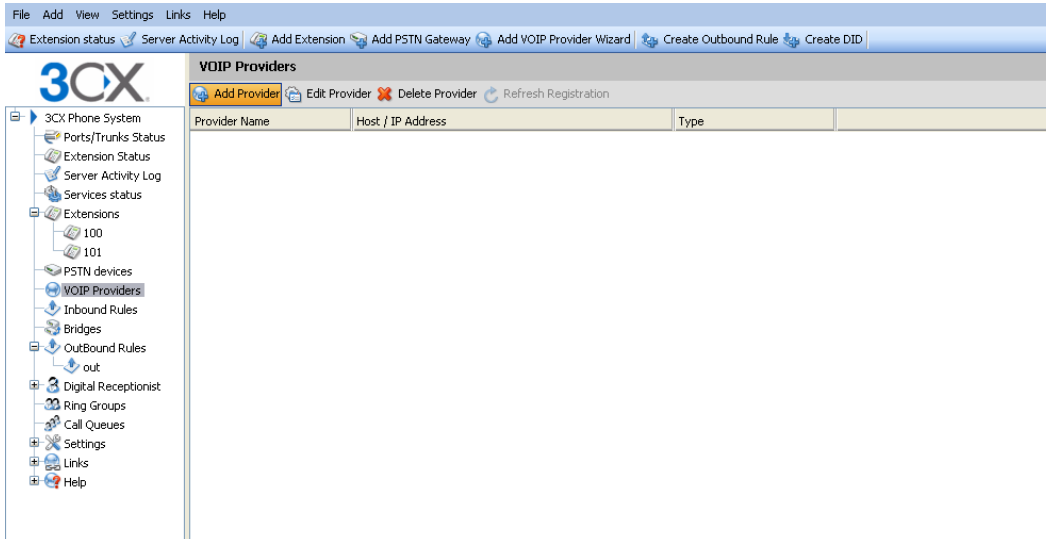 File Add View Settings Links Help
Extension status Server Activity Log Add Extension Add PSTN Gateway Add VOIP Provider Wizard Create Outbound Rule Create DID
3CX
VOIP Providers
Add Provider Edit Provider Delete Provider Refresh Registration
Provider Name Host / IP Address Type
3CX Phone System
Ports/Trunks Status
Extension Status
Server Activity Log
Services status
Extensions
100
101
PSTN devices
VOIP Providers
Inbound Rules
Bridges
OutBound Rules
out
Digital Receptionist
Ring Groups
Call Queues
Settings
Links
Help